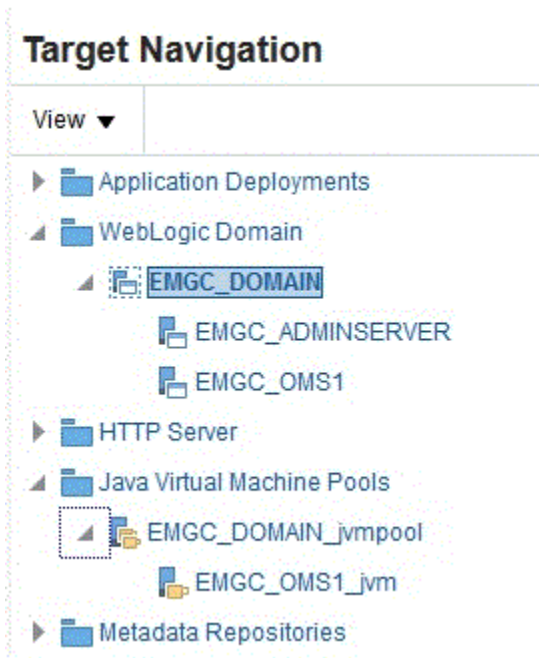 Target Navigation
View
Application Deployments
WebLogic Domain
EMGC_DOMAIN
EMGC_ADMINSERVER
EMGC_OMS1
HTTP Server
Java Virtual Machine Pools
EMGC_DOMAIN_jvmpool
EMGC_OMS1_jvm
Metadata Repositories